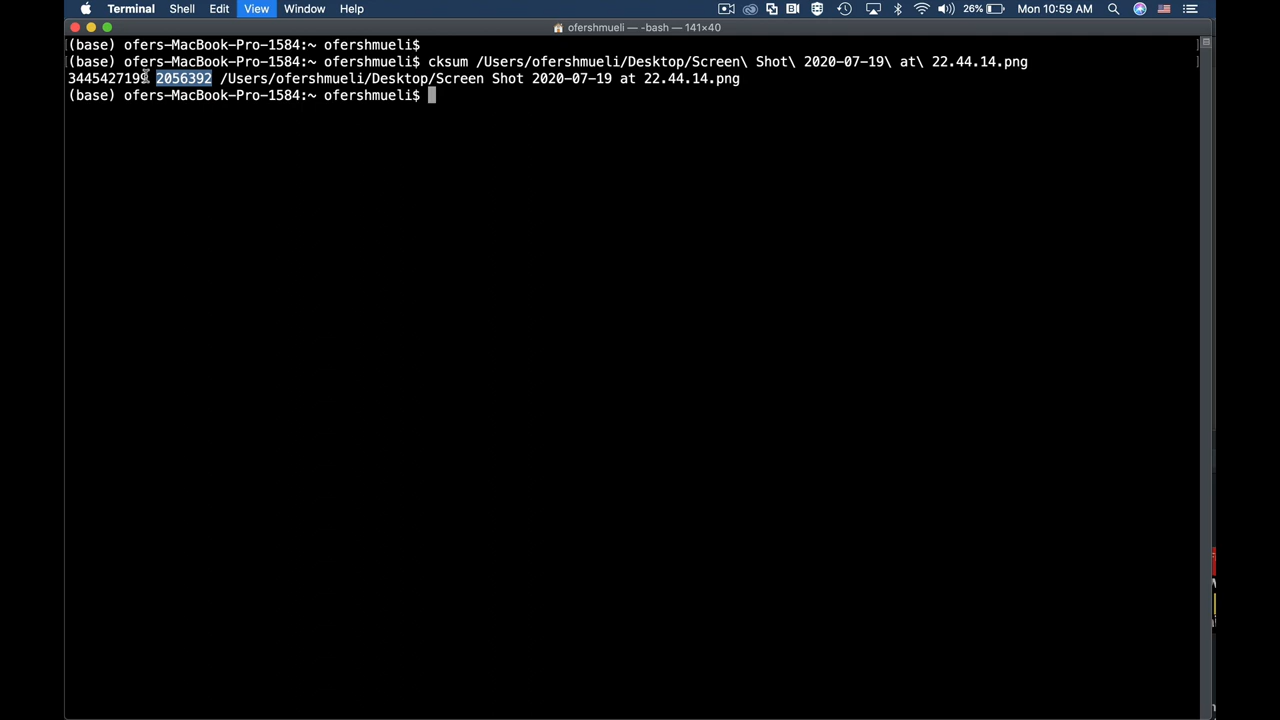 Terminal Shell Edit View Window Help 26% Mon 10:59 AM
ofershmueli — -bash — 141×40
(base) ofers-MacBook-Pro-1584:~ ofershmueli$
(base) ofers-MacBook-Pro-1584:~ ofershmueli$ cksum /Users/ofershmueli/Desktop/Screen\ Shot\ 2020-07-19\ at\ 22.44.14.png
3445427199 2056392 /Users/ofershmueli/Desktop/Screen Shot 2020-07-19 at 22.44.14.png
(base) ofers-MacBook-Pro-1584:~ ofershmueli$